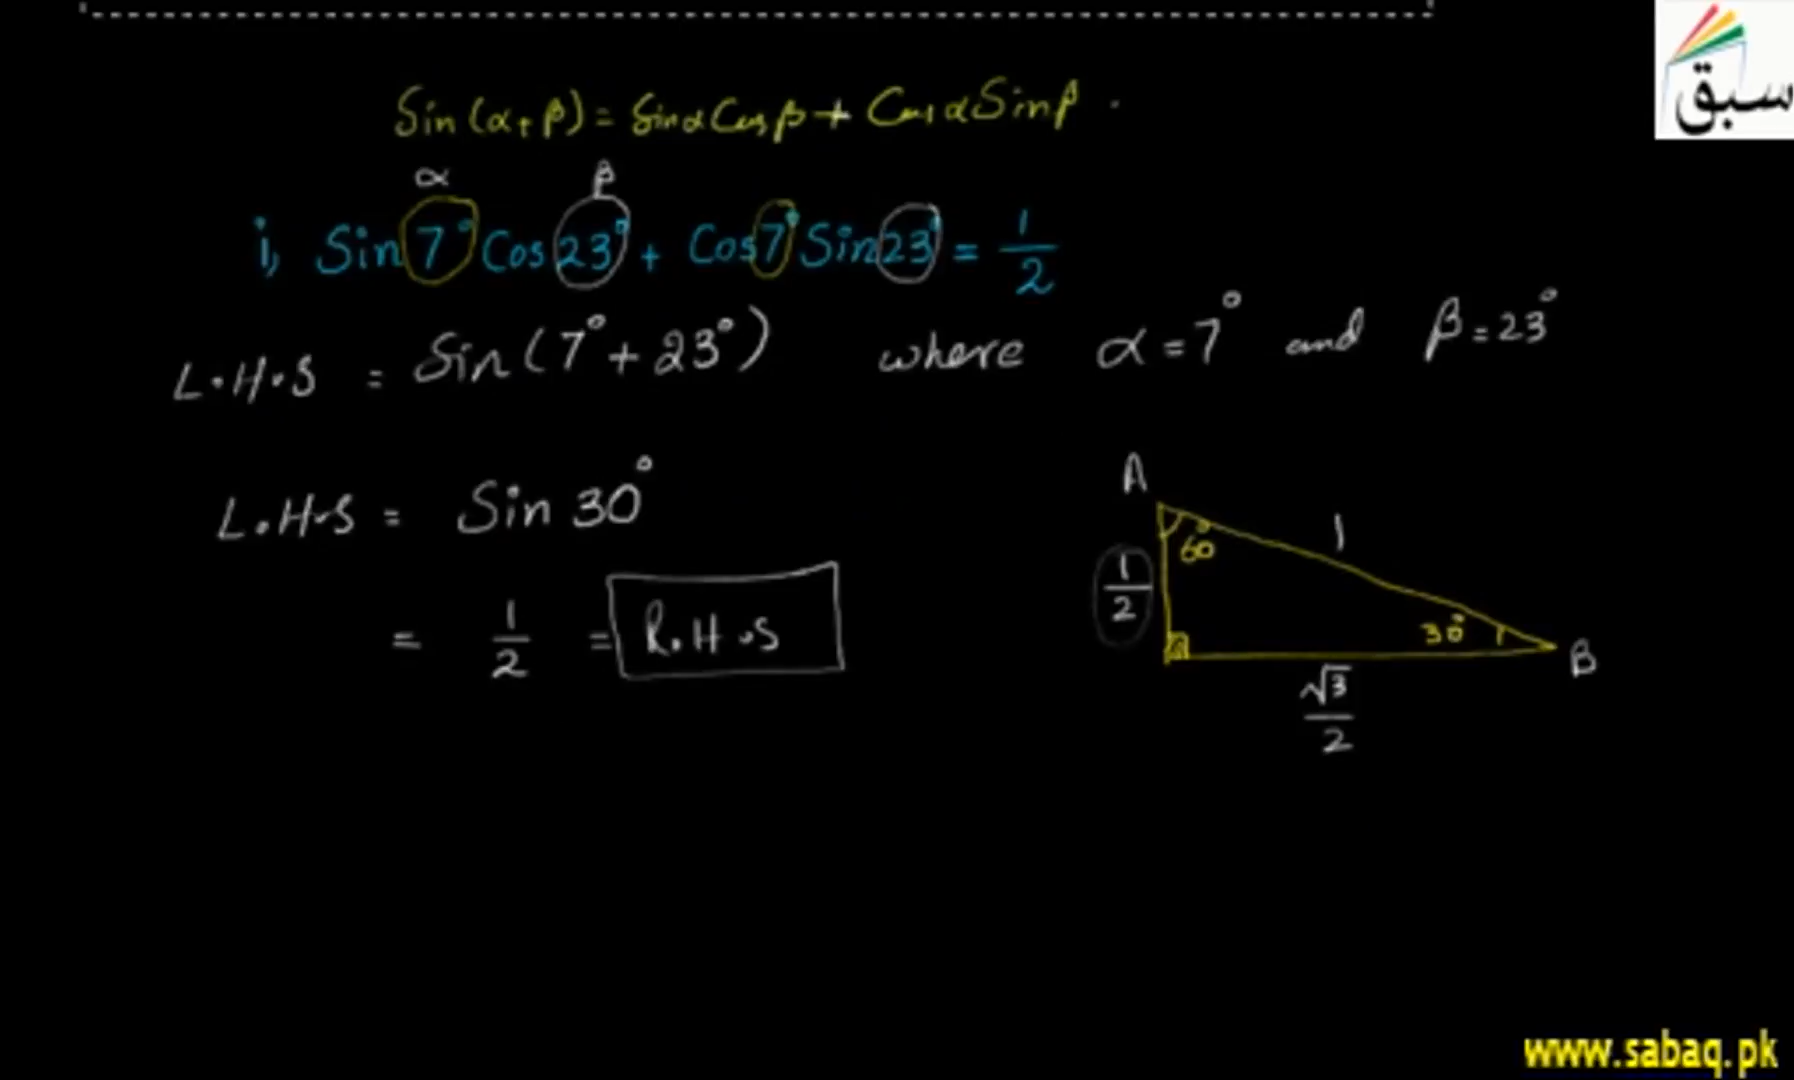 سبق
Sin(α+β) = Sinα Cosβ + Cosα Sinβ.
α β
i, Sin 7° Cos 23° + Cos 7° Sin 23° = 1/2
L.H.S = Sin(7° + 23°) where α = 7° and β = 23°
L.H.S = Sin 30°
= 1/2 = R.H.S
A
60°
1
1/2
30°
B
√3/2
www.sabaq.pk